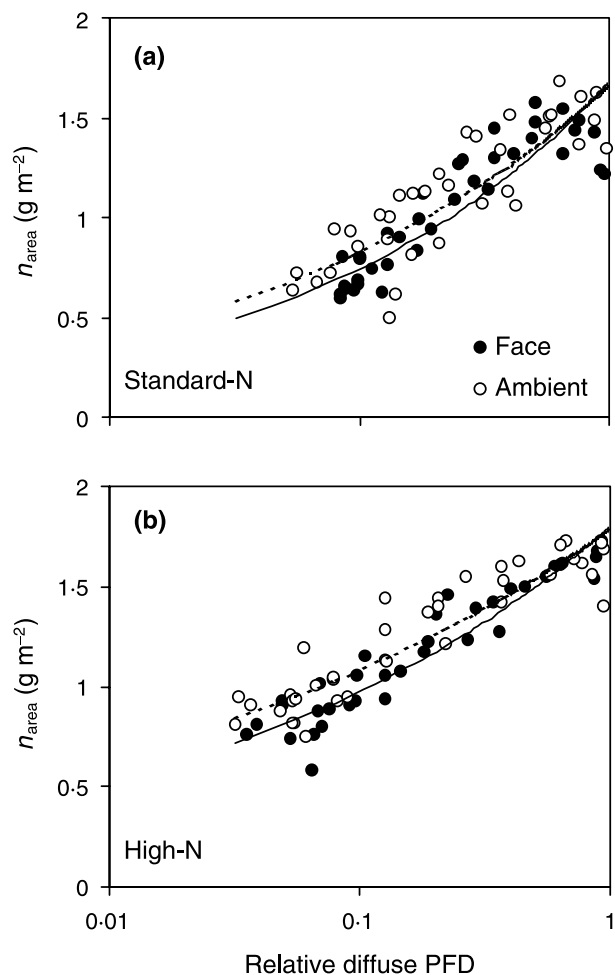 2
(a)
1·5
1
0·5
0
n_area (g m⁻²)
Face
Ambient
Standard-N
2
(b)
1·5
1
0·5
0
n_area (g m⁻²)
High-N
0·01
0·1
1
Relative diffuse PFD